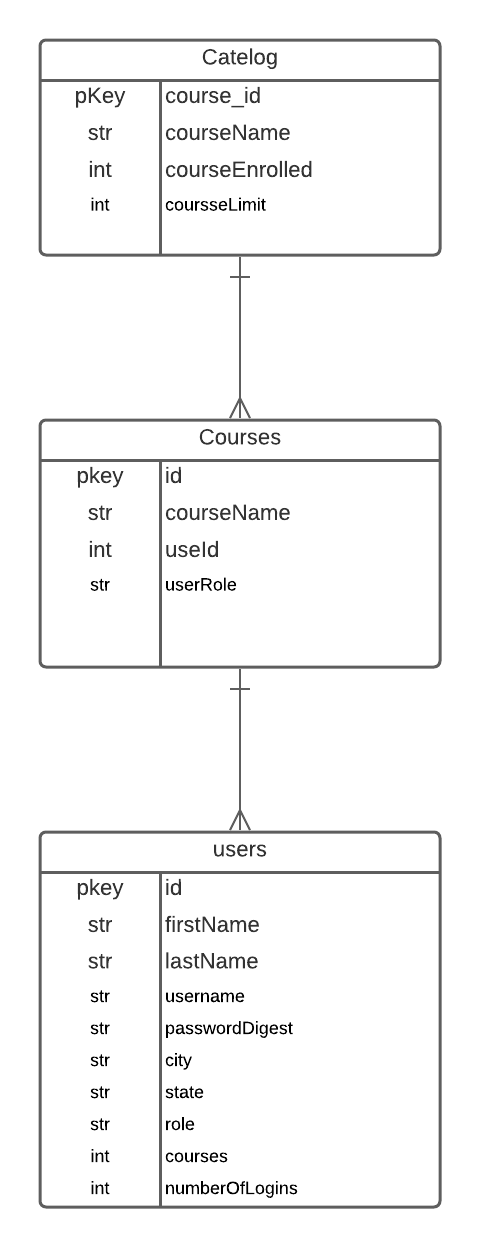 Catelog
pKey course_id
str courseName
int courseEnrolled
int coursseLimit
Courses
pkey id
str courseName
int useId
str userRole
users
pkey id
str firstName
str lastName
str username
str passwordDigest
str city
str state
str role
int courses
int numberOfLogins